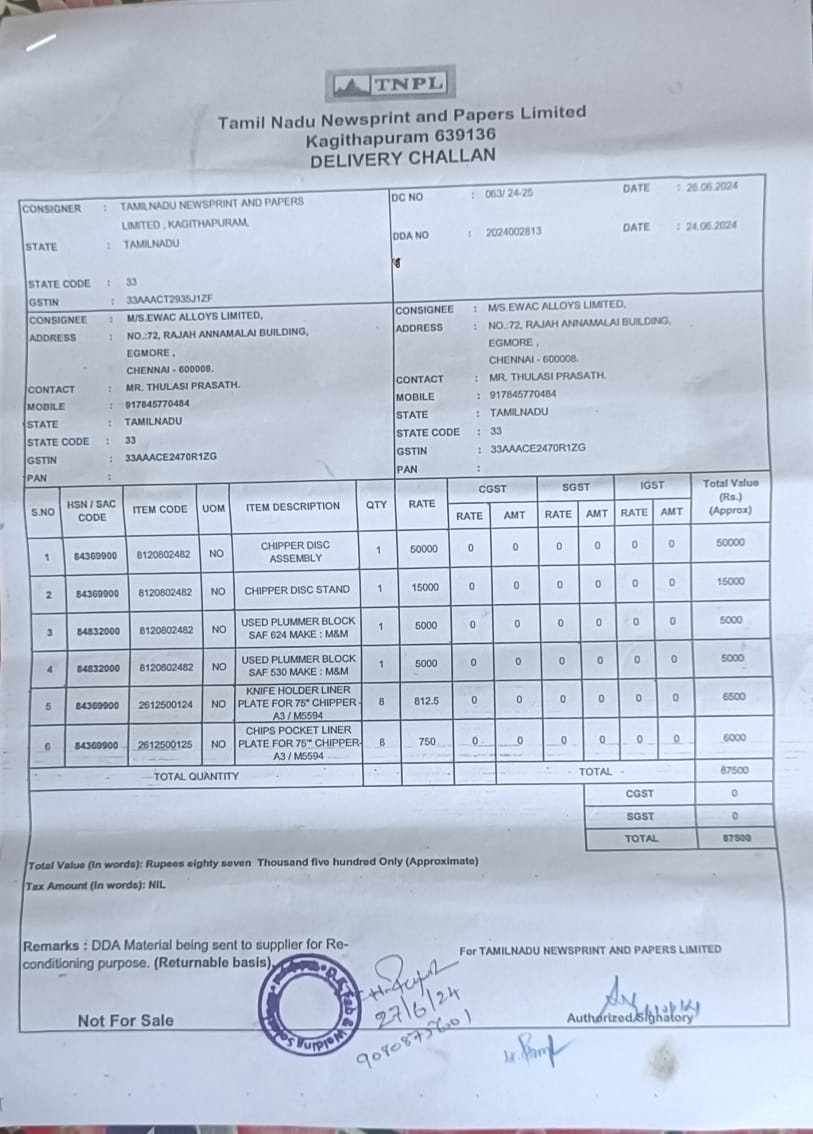 TNPL
Tamil Nadu Newsprint and Papers Limited
Kagithapuram 639136
DELIVERY CHALLAN
CONSIGNER : TAMILNADU NEWSPRINT AND PAPERS
LIMITED , KAGITHAPURAM,
STATE : TAMILNADU
STATE CODE : 33
GSTIN : 33AAACT2935J1ZF
DC NO : 063/ 24-25 DATE : 26.06.2024
DDA NO : 2024002813 DATE : 24.06.2024
CONSIGNEE : M/S.EWAC ALLOYS LIMITED,
ADDRESS : NO.:72, RAJAH ANNAMALAI BUILDING,
EGMORE ,
CHENNAI - 600008.
CONTACT : MR. THULASI PRASATH.
MOBILE : 917845770484
STATE : TAMILNADU
STATE CODE : 33
GSTIN : 33AAACE2470R1ZG
PAN :
CONSIGNEE : M/S.EWAC ALLOYS LIMITED,
ADDRESS : NO.:72, RAJAH ANNAMALAI BUILDING,
EGMORE ,
CHENNAI - 600008.
CONTACT : MR. THULASI PRASATH.
MOBILE : 917845770484
STATE : TAMILNADU
STATE CODE : 33
GSTIN : 33AAACE2470R1ZG
PAN :
S.NO HSN / SAC CODE ITEM CODE UOM ITEM DESCRIPTION QTY RATE CGST SGST IGST Total Value (Rs.) (Approx)
RATE AMT RATE AMT RATE AMT
1 84369900 8120802482 NO CHIPPER DISC ASSEMBLY 1 50000 0 0 0 0 0 0 50000
2 84369900 8120802482 NO CHIPPER DISC STAND 1 15000 0 0 0 0 0 0 15000
3 84832000 8120802482 NO USED PLUMMER BLOCK SAF 624 MAKE : M&M 1 5000 0 0 0 0 0 0 5000
4 84832000 8120802482 NO USED PLUMMER BLOCK SAF 530 MAKE : M&M 1 5000 0 0 0 0 0 0 5000
5 84369900 2612500124 NO KNIFE HOLDER LINER PLATE FOR 75" CHIPPER- A3 / M5594 8 812.5 0 0 0 0 0 0 6500
6 84369900 2612500125 NO CHIPS POCKET LINER PLATE FOR 75" CHIPPER- A3 / M5594 8 750 0 0 0 0 0 0 6000
TOTAL QUANTITY TOTAL 87500
CGST 0
SGST 0
TOTAL 87500
Total Value (In words): Rupees eighty seven Thousand five hundred Only (Approximate)
Tax Amount (In words): NIL
Remarks : DDA Material being sent to supplier for Re-
conditioning purpose. (Returnable basis).
For TAMILNADU NEWSPRINT AND PAPERS LIMITED
Fab & Welding
27/6/24
Not For Sale
Authorized Signatory